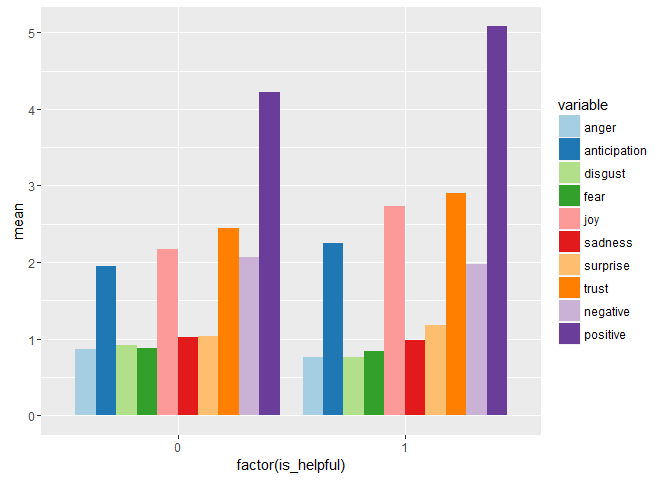 5
4
3
2
1
0
mean
0
1
factor(is_helpful)
variable
anger
anticipation
disgust
fear
joy
sadness
surprise
trust
negative
positive